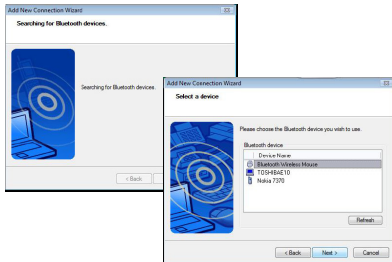 Add New Connection Wizard
Searching for Bluetooth devices.
Searching for Bluetooth devices.
< Back
Add New Connection Wizard
Select a device
Please choose the Bluetooth device you wish to use.
Bluetooth device
Device Name
Bluetooth Wireless Mouse
TOSHIBAE10
Nokia 7370
Refresh
< Back
Next >
Cancel